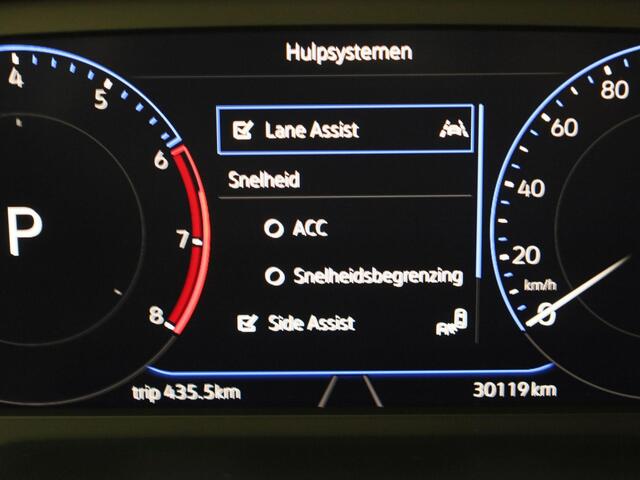 Hulpsystemen
4
5
6
7
8
P
Lane Assist
Snelheid
ACC
Snelheidsbegrenzing
Side Assist
80
60
40
20
km/h
0
trip 435.5km
30119km